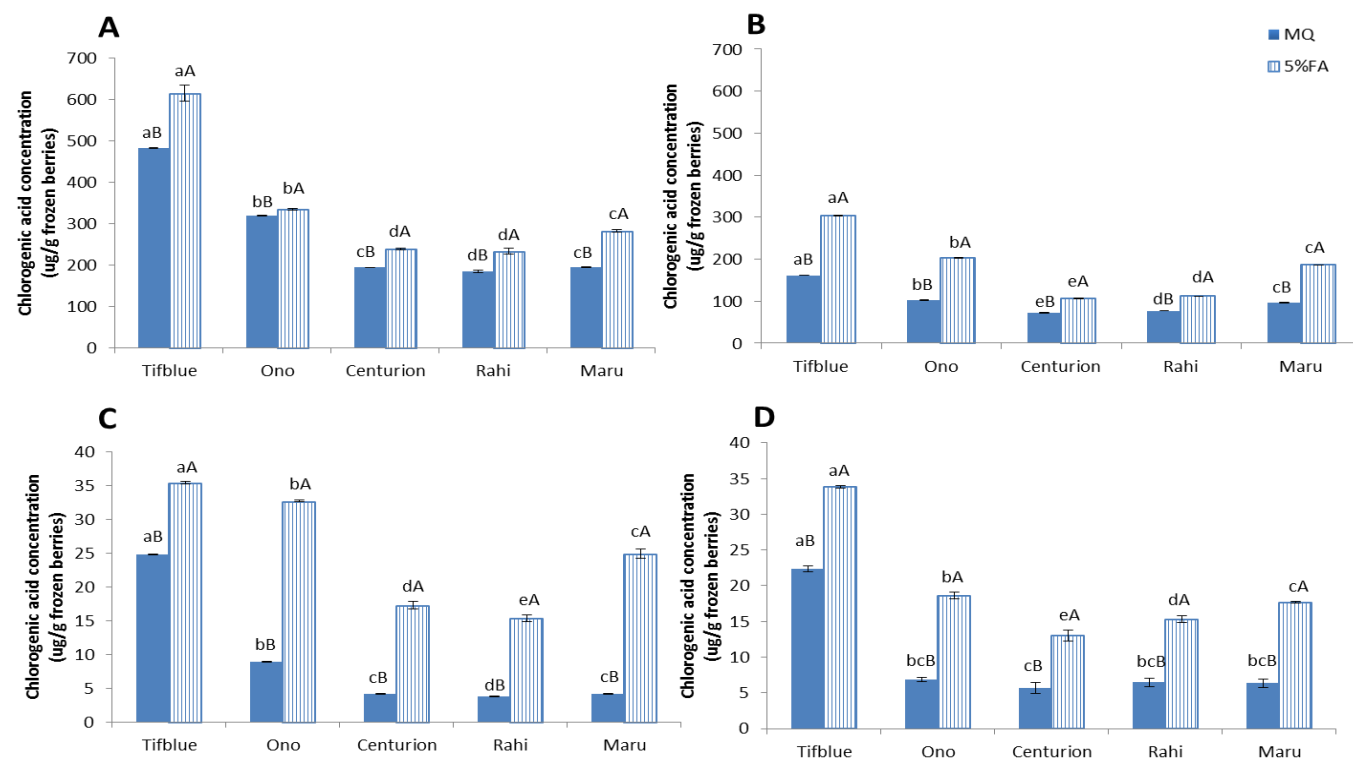 A
Chlorogenic acid concentration
(ug/g frozen berries)
700
600
500
400
300
200
100
0
aB
aA
bB
bA
cB
dA
dB
dA
cB
cA
Tifblue Ono Centurion Rahi Maru
B
MQ
5%FA
Chlorogenic acid concentration
(ug/g frozen berries)
700
600
500
400
300
200
100
0
aB
aA
bB
bA
eB
eA
dB
dA
cB
cA
Tifblue Ono Centurion Rahi Maru
C
Chlorogenic acid concentration
(ug/g frozen berries)
40
35
30
25
20
15
10
5
0
aB
aA
bB
bA
cB
dA
dB
eA
cB
cA
Tifblue Ono Centurion Rahi Maru
D
Chlorogenic acid concentration
(ug/g frozen berries)
40
35
30
25
20
15
10
5
0
aB
aA
bcB
bA
cB
eA
bcB
dA
bcB
cA
Tifblue Ono Centurion Rahi Maru